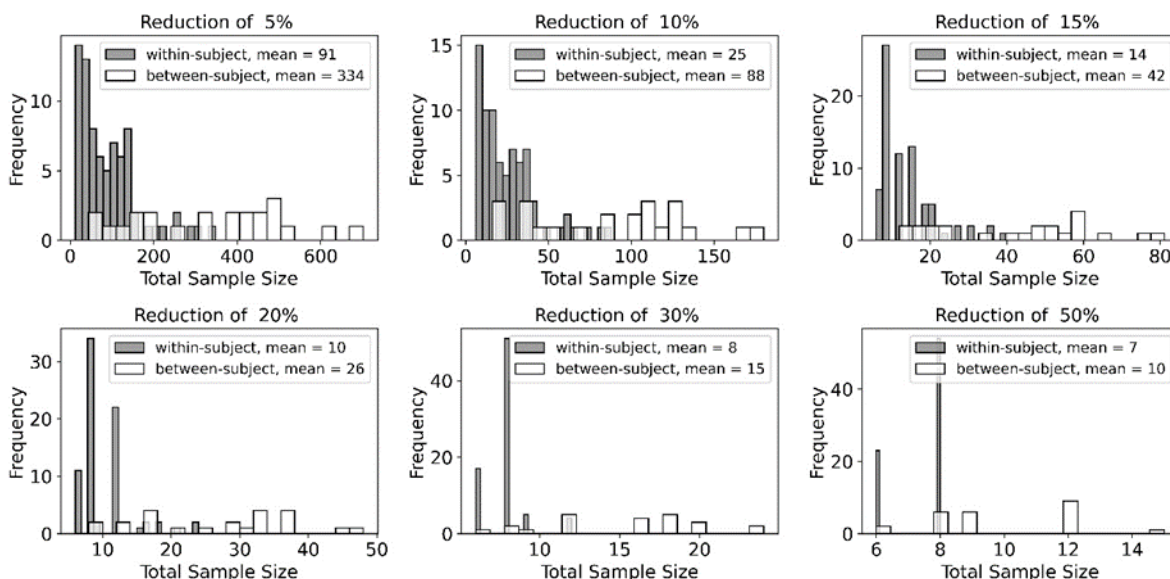 Reduction of 5%
within-subject, mean = 91
between-subject, mean = 334
Frequency
10
5
0
0 200 400 600
Total Sample Size
Reduction of 10%
within-subject, mean = 25
between-subject, mean = 88
Frequency
15
10
5
0
50 100 150
Total Sample Size
Reduction of 15%
within-subject, mean = 14
between-subject, mean = 42
Frequency
20
10
0
20 40 60 80
Total Sample Size
Reduction of 20%
within-subject, mean = 10
between-subject, mean = 26
Frequency
30
20
10
0
10 20 30 40 50
Total Sample Size
Reduction of 30%
within-subject, mean = 8
between-subject, mean = 15
Frequency
40
20
0
10 15 20
Total Sample Size
Reduction of 50%
within-subject, mean = 7
between-subject, mean = 10
Frequency
40
20
0
6 8 10 12 14
Total Sample Size